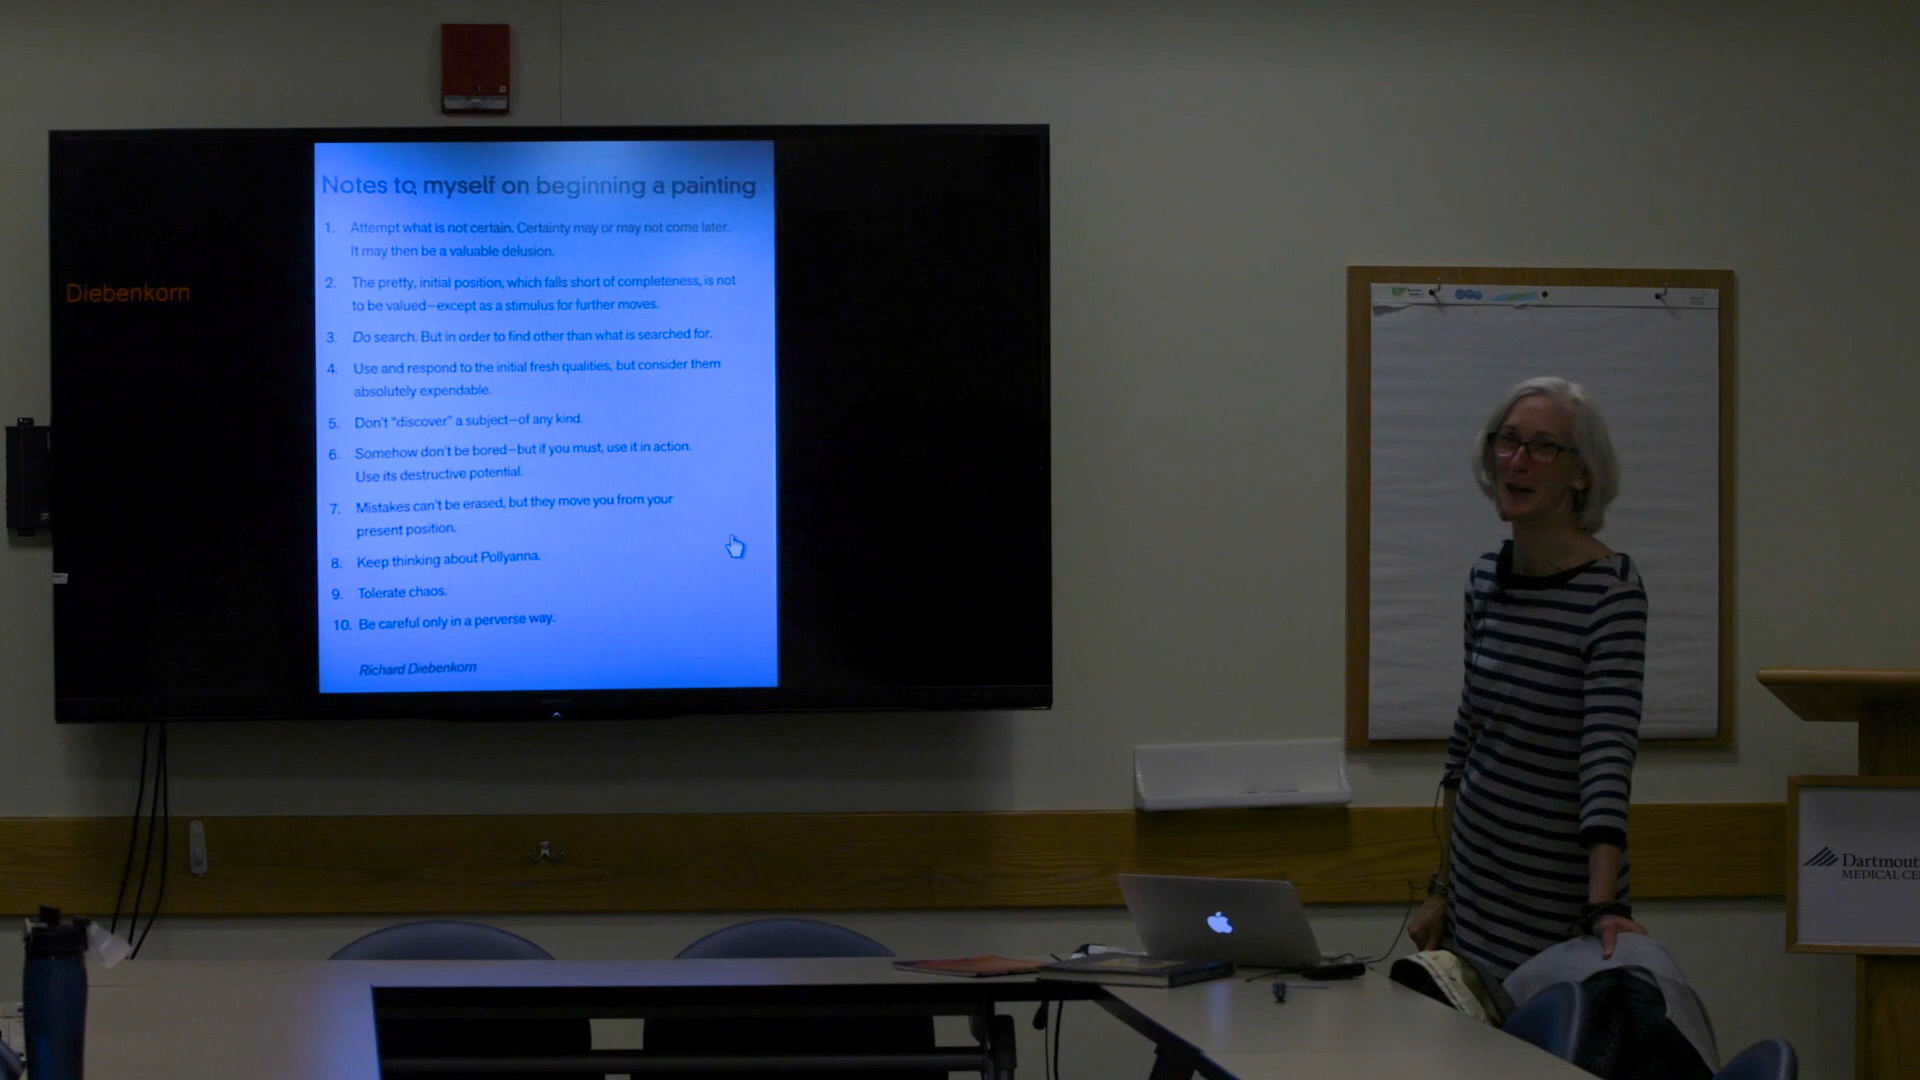 Diebenkorn
Notes to myself on beginning a painting
1. Attempt what is not certain. Certainty may or may not come later.
It may then be a valuable delusion.
2. The pretty, initial position, which falls short of completeness, is not
to be valued—except as a stimulus for further moves.
3. Do search. But in order to find other than what is searched for.
4. Use and respond to the initial fresh qualities, but consider them
absolutely expendable.
5. Don't “discover” a subject—of any kind.
6. Somehow don't be bored—but if you must, use it in action.
Use its destructive potential.
7. Mistakes can't be erased, but they move you from your
present position.
8. Keep thinking about Pollyanna.
9. Tolerate chaos.
10. Be careful only in a perverse way.
Richard Diebenkorn
Dartmout
MEDICAL CE